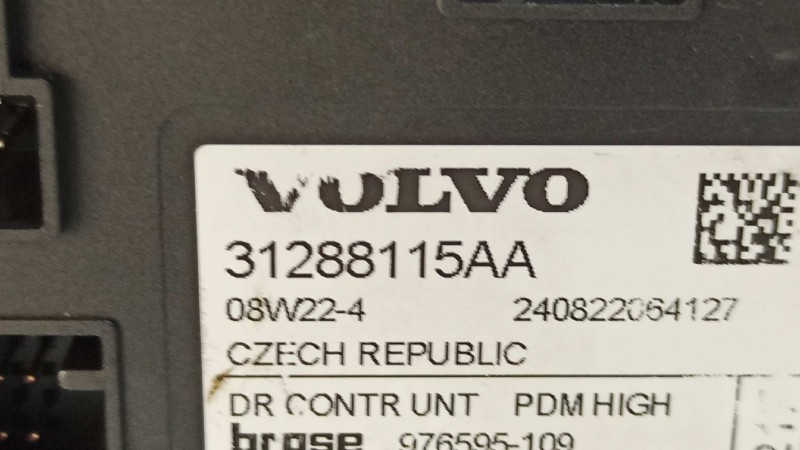 VOLVO
31288115AA
08W22-4 240822064127
CZECH REPUBLIC
DR CONTR UNT PDM HIGH
brose 976595-109